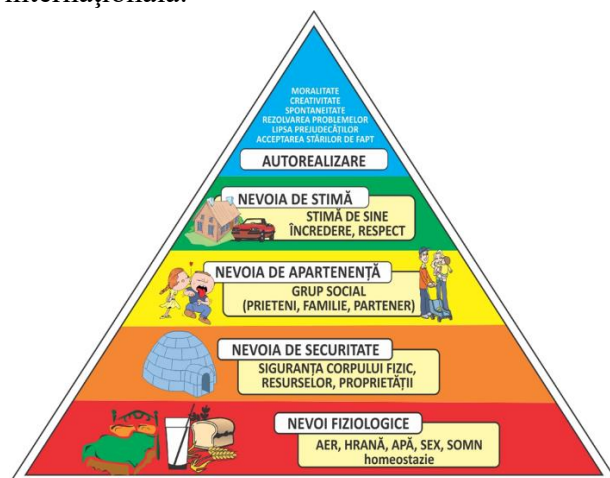 internaţională.
MORALITATE
CREATIVITATE
SPONTANEITATE
REZOLVAREA PROBLEMELOR
LIPSA PREJUDECĂȚILOR
ACCEPTAREA STĂRILOR DE FAPT
AUTOREALIZARE
NEVOIA DE STIMĂ
STIMĂ DE SINE
ÎNCREDERE, RESPECT
NEVOIA DE APARTENENȚĂ
GRUP SOCIAL
(PRIETENI, FAMILIE, PARTENER)
NEVOIA DE SECURITATE
SIGURANȚA CORPULUI FIZIC,
RESURSELOR, PROPRIETĂȚII
NEVOI FIZIOLOGICE
AER, HRANĂ, APĂ, SEX, SOMN
homeostazie